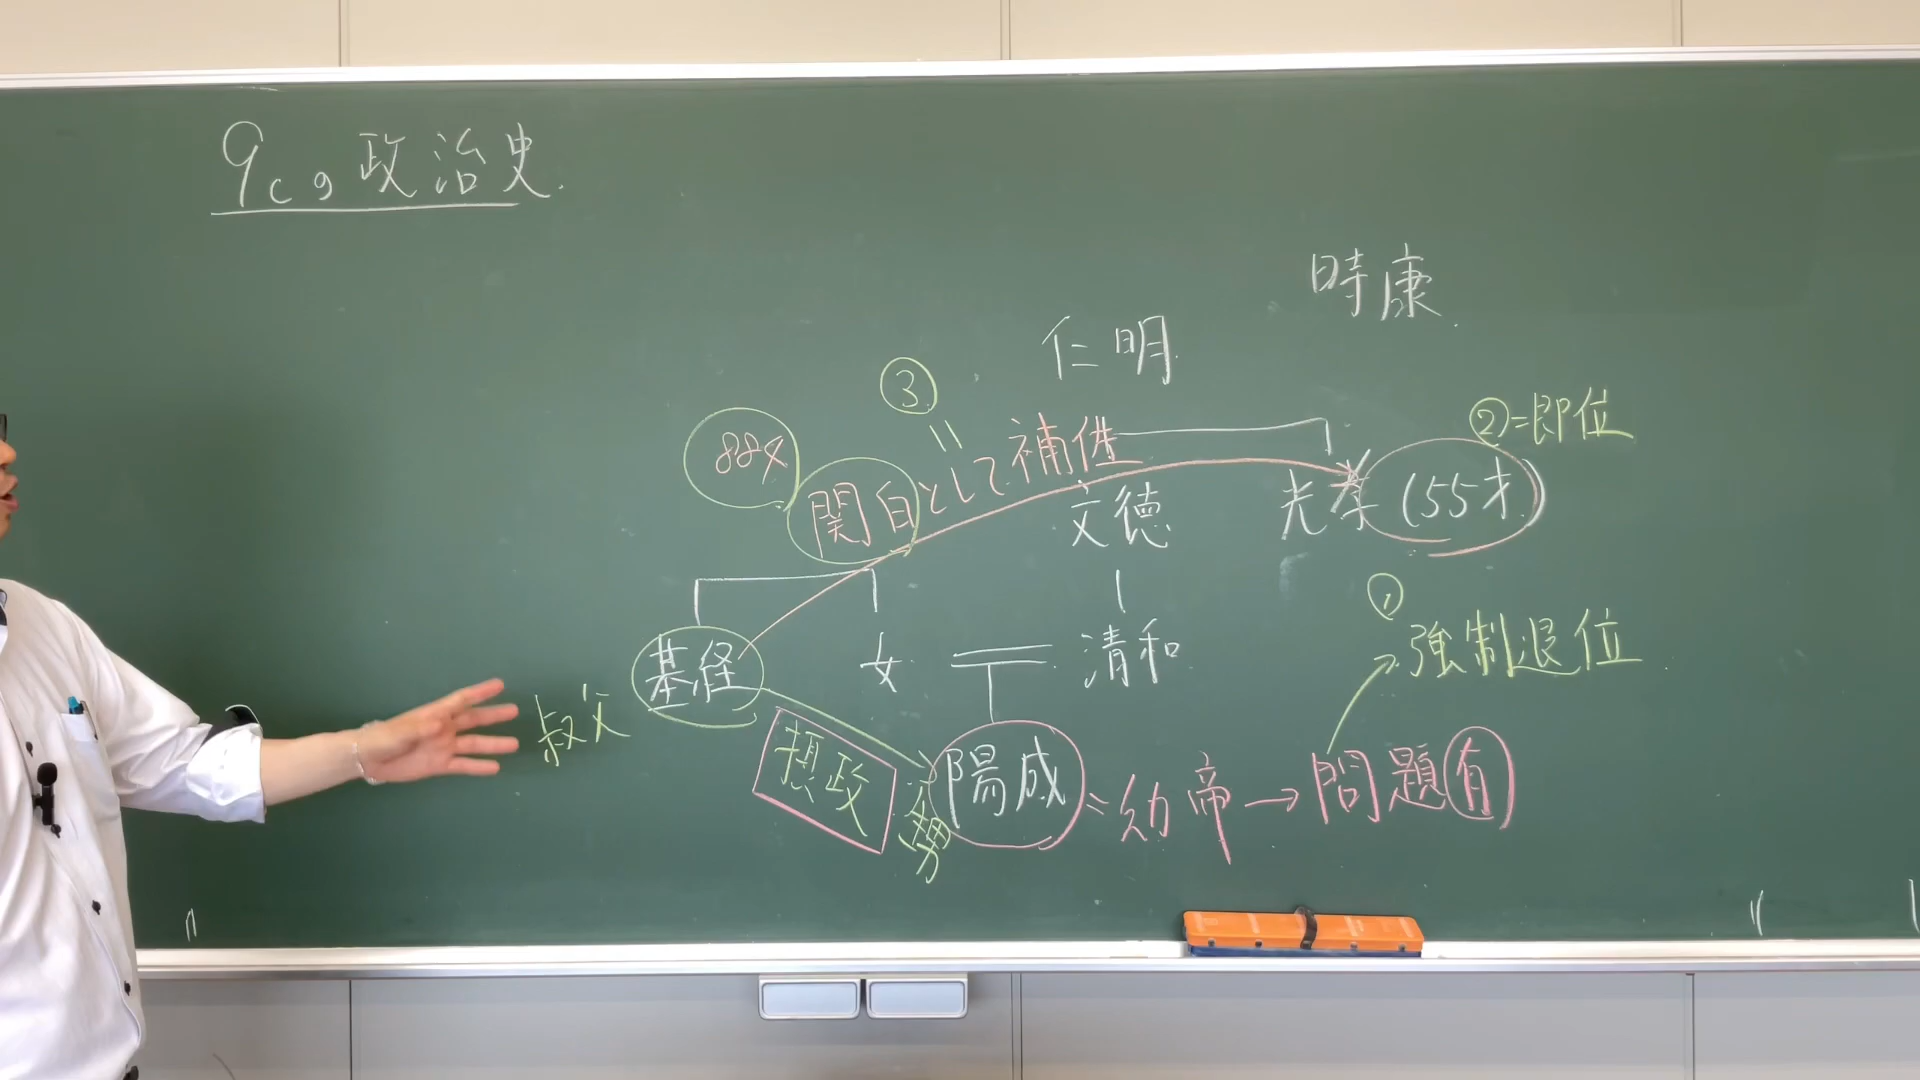 9cの政治史.
時康.
仁明.
③
②=即位
884
関白として補佐
文徳
光孝 (55才)
①
強制退位
基経
女
清和
叔父
摂政
甥
陽成=幼帝→問題有